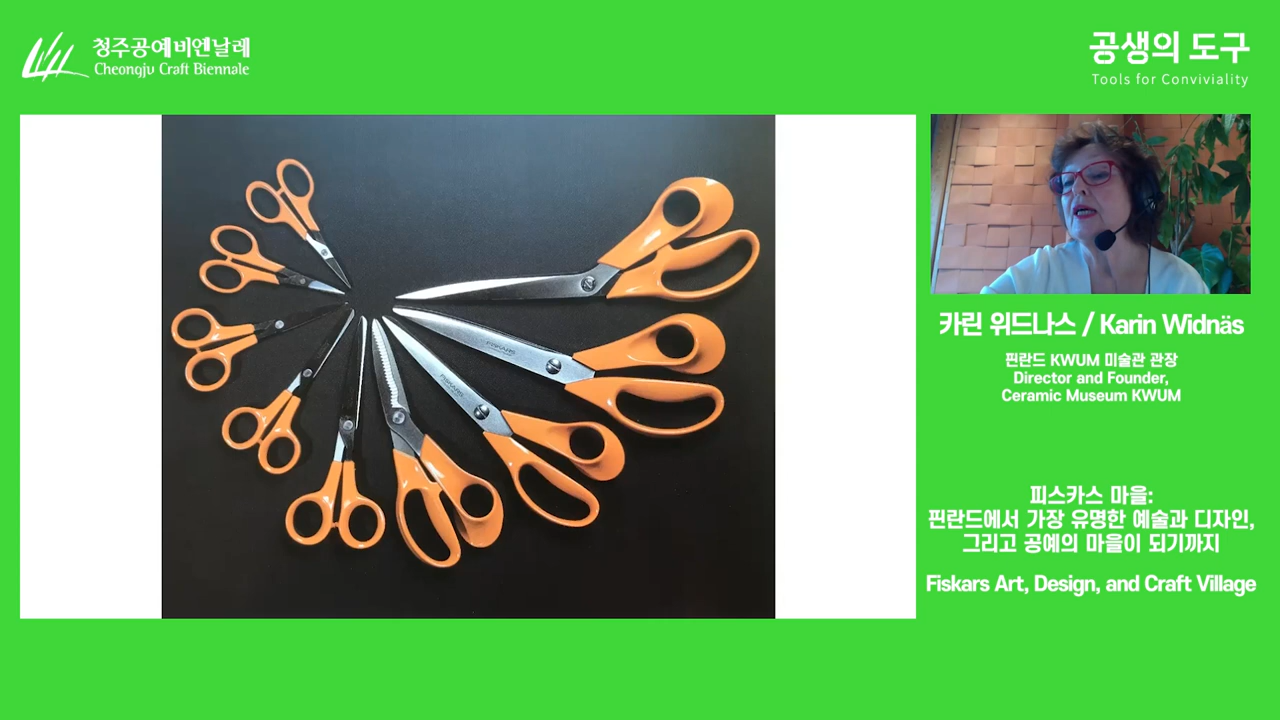 청주공예비엔날레
Cheongju Craft Biennale
공생의 도구
Tools for Conviviality
FISKARS
FISKARS
카린 위드나스 / Karin Widnäs
핀란드 KWUM 미술관 관장
Director and Founder,
Ceramic Museum KWUM
피스카스 마을:
핀란드에서 가장 유명한 예술과 디자인,
그리고 공예의 마을이 되기까지
Fiskars Art, Design, and Craft Village